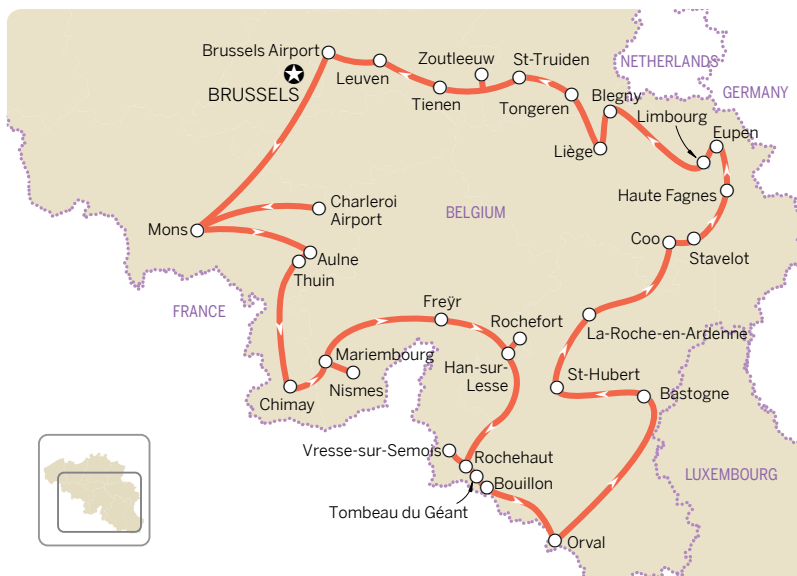 Brussels Airport
Zoutleeuw
St-Truiden
NETHERLANDS
GERMANY
BRUSSELS
Leuven
Tienen
Tongeren
Blegny
Limbourg
Eupen
Liège
Haute Fagnes
Charleroi
Airport
BELGIUM
Mons
Coo
Stavelot
Aulne
Thuin
FRANCE
Freÿr
Rochefort
La-Roche-en-Ardenne
Mariembourg
Han-sur-
Lesse
St-Hubert
Nismes
Chimay
Bastogne
Vresse-sur-Semois
Rochehaut
LUXEMBOURG
Bouillon
Tombeau du Géant
Orval